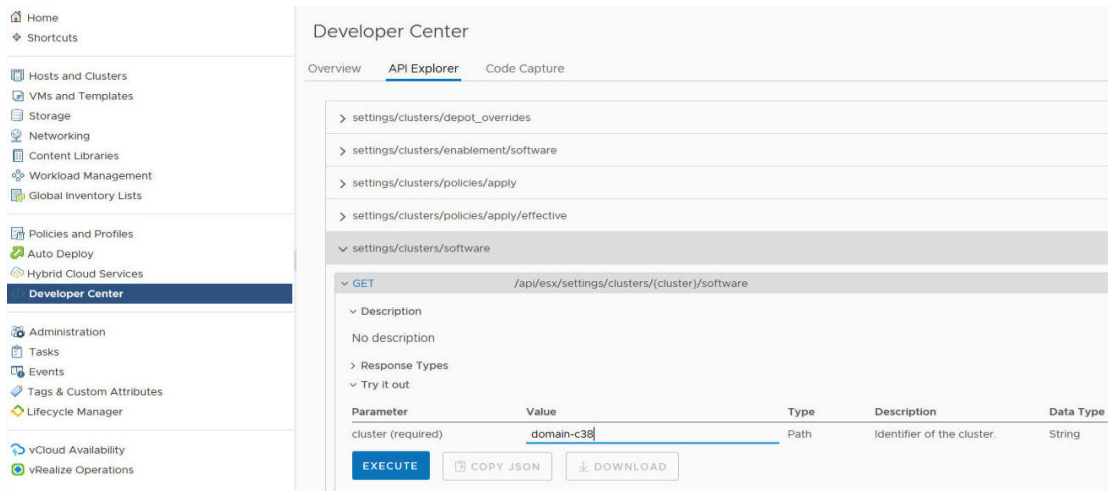 Home
Shortcuts
Hosts and Clusters
VMs and Templates
Storage
Networking
Content Libraries
Workload Management
Global Inventory Lists
Policies and Profiles
Auto Deploy
Hybrid Cloud Services
Developer Center
Administration
Tasks
Events
Tags & Custom Attributes
Lifecycle Manager
vCloud Availability
vRealize Operations
Developer Center
Overview API Explorer Code Capture
settings/clusters/depot_overrides
settings/clusters/enablement/software
settings/clusters/policies/apply
settings/clusters/policies/apply/effective
settings/clusters/software
GET /api/esx/settings/clusters/{cluster}/software
Description
No description
Response Types
Try it out
Parameter Value Type Description Data Type
cluster (required) domain-c38 Path Identifier of the cluster. String
EXECUTE COPY JSON DOWNLOAD